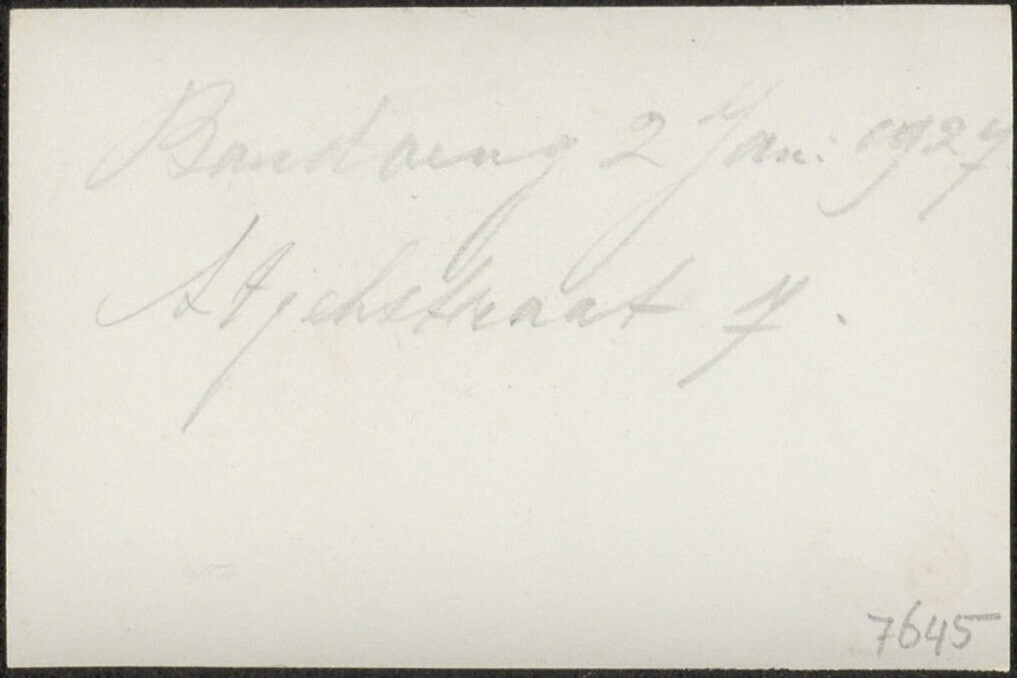 Bandoeng 2 Jan: 1927
Atjehstraat 7.
7645